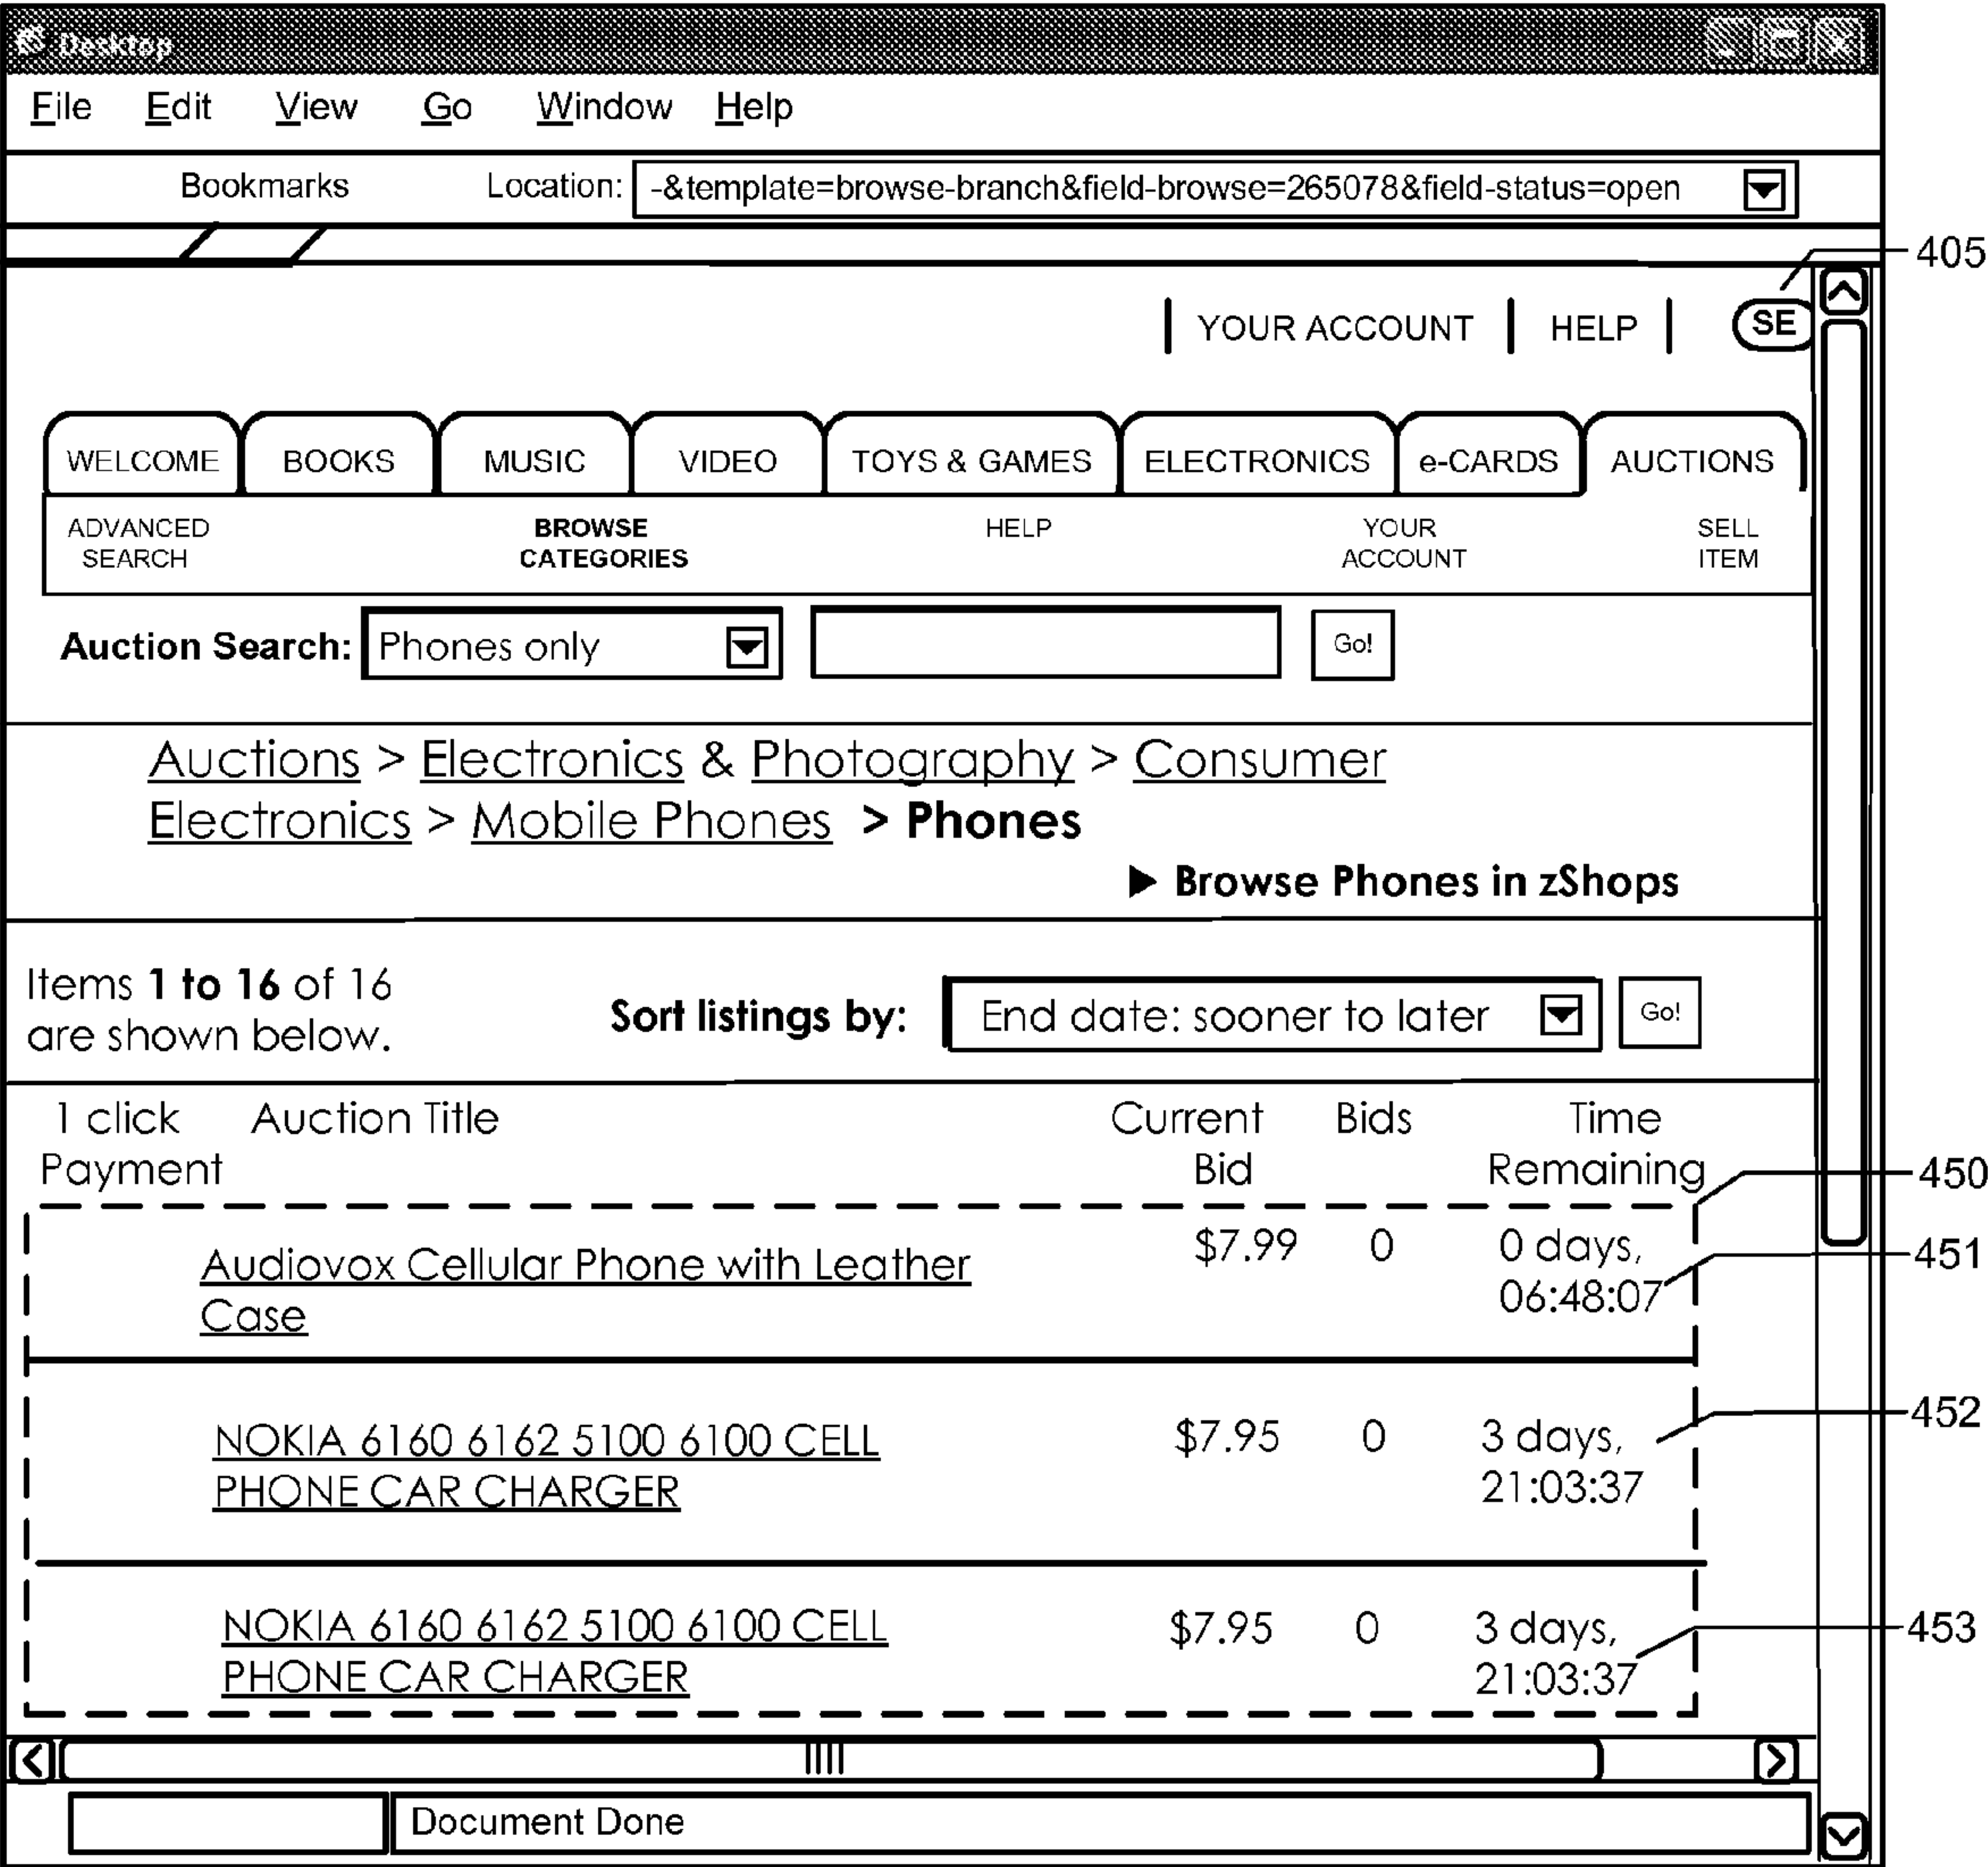 Desktop
File Edit View Go Window Help
Bookmarks Location: -&template=browse-branch&field-browse=265078&field-status=open
405
YOUR ACCOUNT HELP SE
WELCOME BOOKS MUSIC VIDEO TOYS & GAMES ELECTRONICS e-CARDS AUCTIONS
ADVANCED BROWSE HELP YOUR SELL
SEARCH CATEGORIES ACCOUNT ITEM
Auction Search: Phones only Go!
Auctions > Electronics & Photography > Consumer
Electronics > Mobile Phones > Phones
Browse Phones in zShops
Items 1 to 16 of 16
are shown below.
Sort listings by: End date: sooner to later Go!
1 click Auction Title Current Bids Time
Payment Bid Remaining
450
Audiovox Cellular Phone with Leather $7.99 0 0 days,
Case 06:48:07
451
NOKIA 6160 6162 5100 6100 CELL $7.95 0 3 days,
PHONE CAR CHARGER 21:03:37
452
NOKIA 6160 6162 5100 6100 CELL $7.95 0 3 days,
PHONE CAR CHARGER 21:03:37
453
Document Done